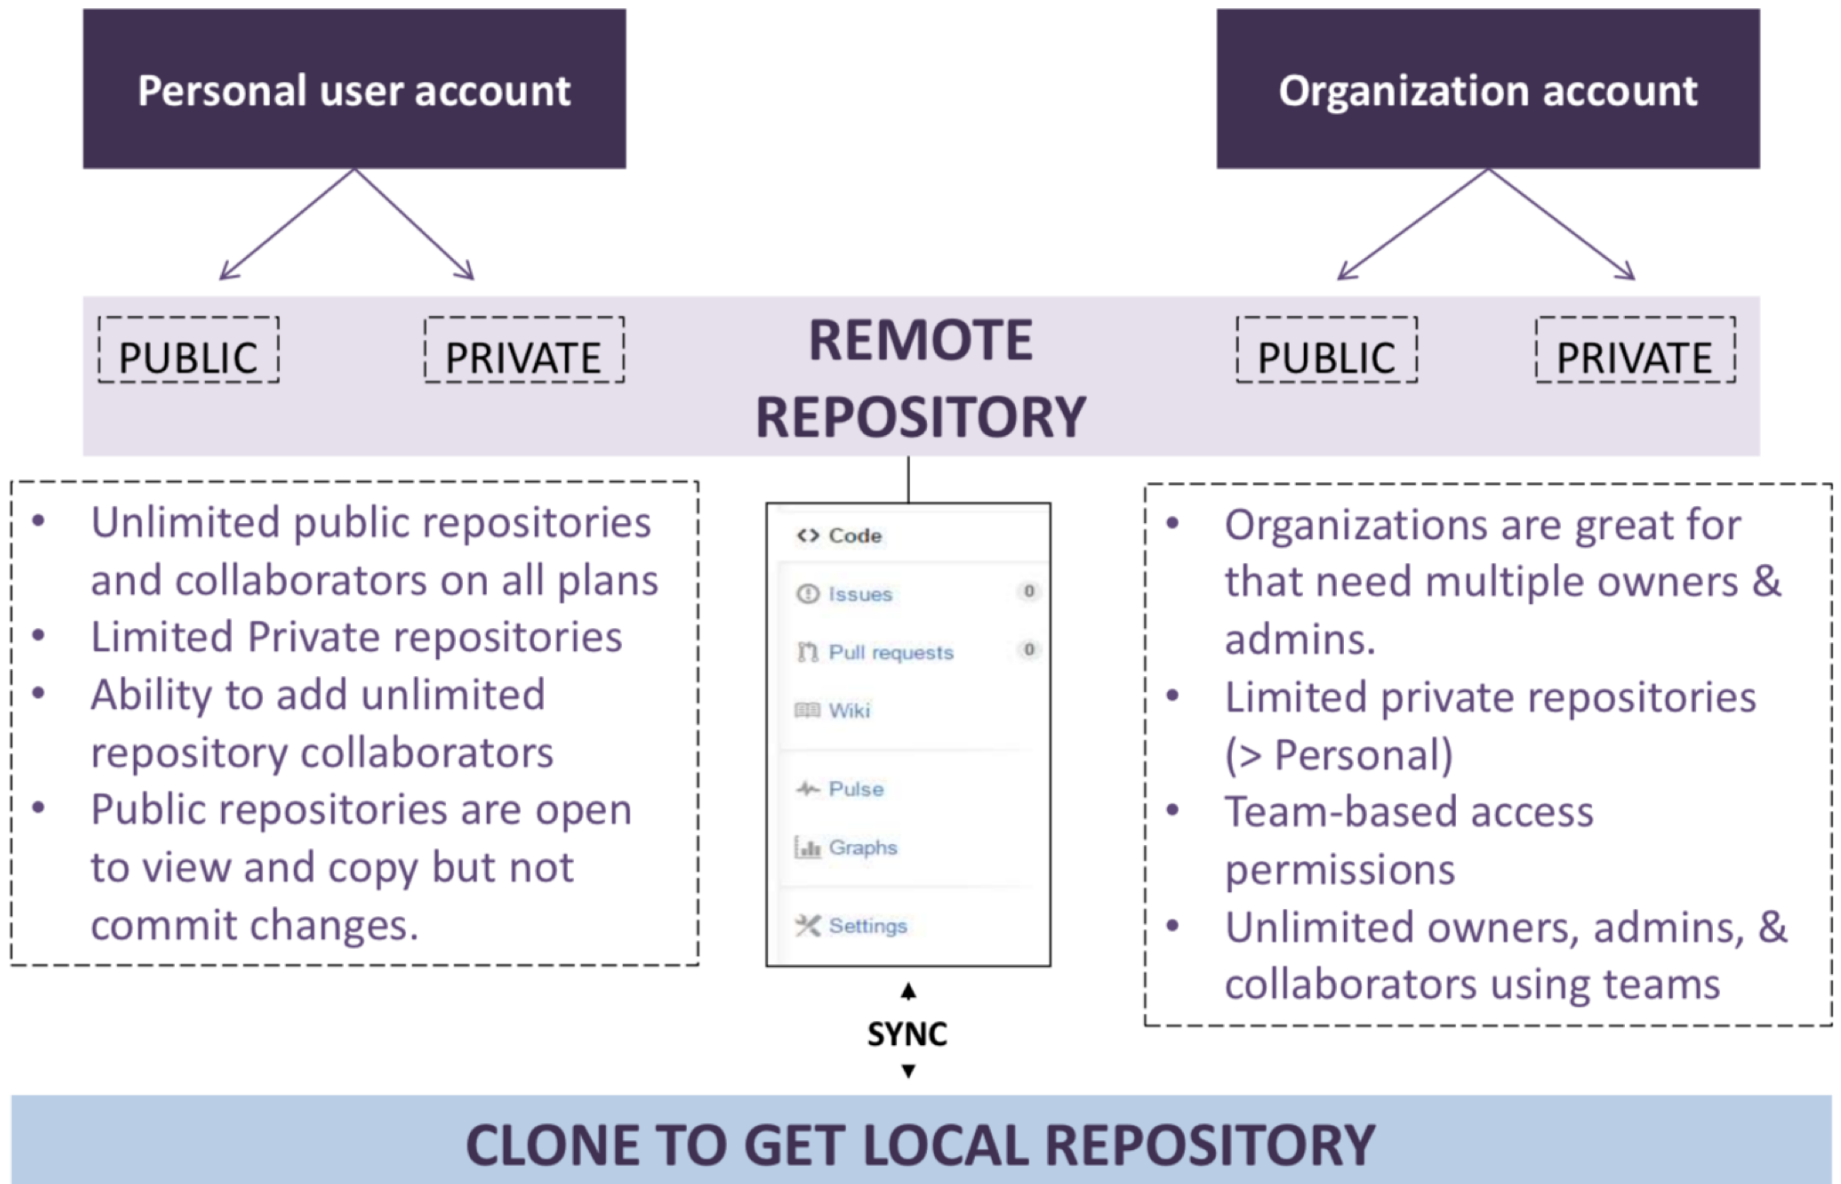 Personal user account
Organization account
PUBLIC
PRIVATE
REMOTE
REPOSITORY
PUBLIC
PRIVATE
• Unlimited public repositories
and collaborators on all plans
• Limited Private repositories
• Ability to add unlimited
repository collaborators
• Public repositories are open
to view and copy but not
commit changes.
<> Code
Issues 0
Pull requests 0
Wiki
Pulse
Graphs
Settings
• Organizations are great for
that need multiple owners &
admins.
• Limited private repositories
(> Personal)
• Team-based access
permissions
• Unlimited owners, admins, &
collaborators using teams
SYNC
CLONE TO GET LOCAL REPOSITORY